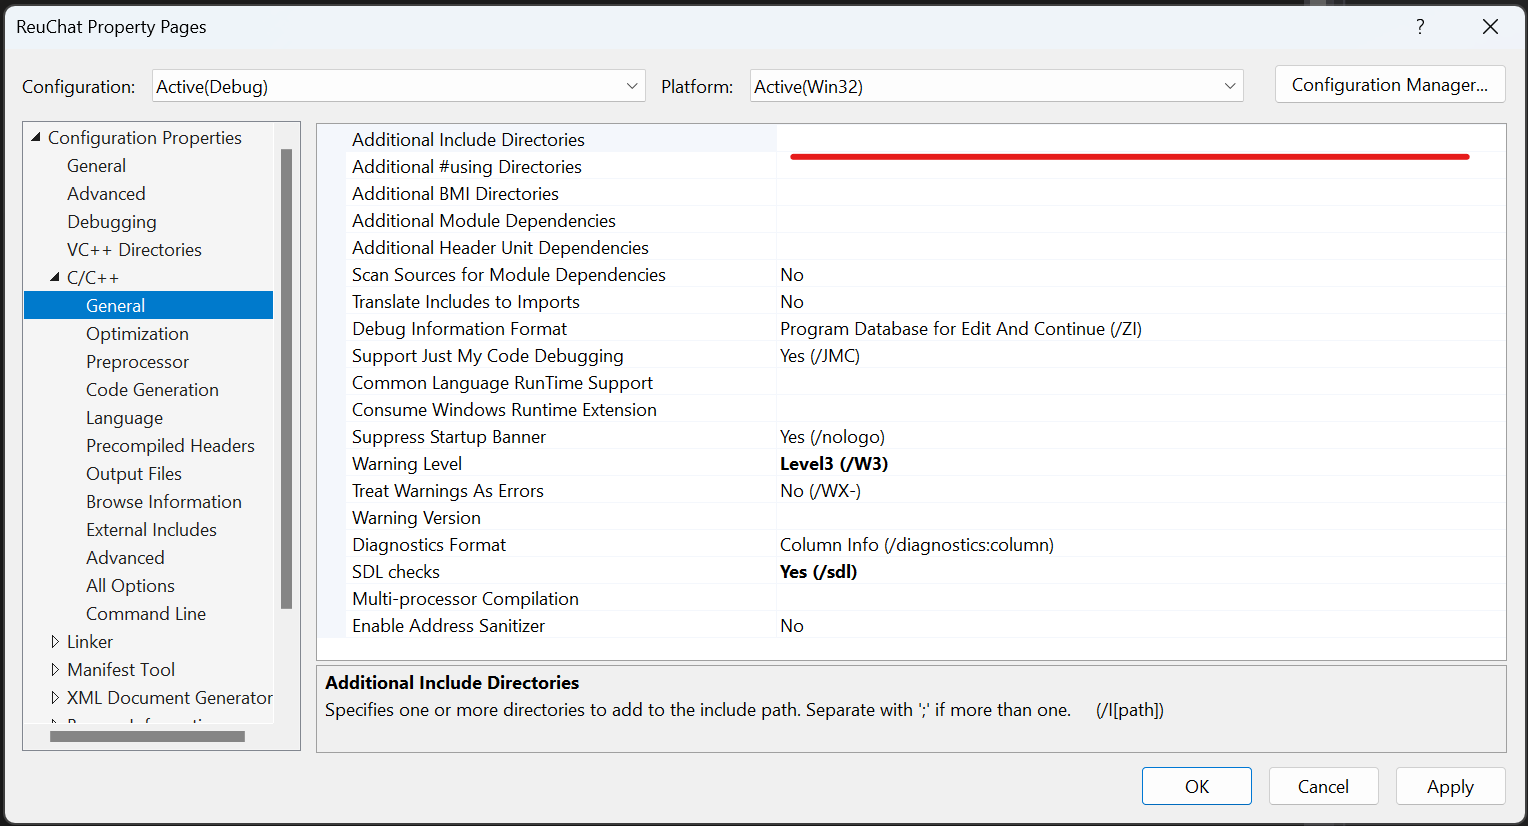 ReuChat Property Pages
?
Configuration: Active(Debug) Platform: Active(Win32) Configuration Manager...
Configuration Properties
General
Advanced
Debugging
VC++ Directories
C/C++
General
Optimization
Preprocessor
Code Generation
Language
Precompiled Headers
Output Files
Browse Information
External Includes
Advanced
All Options
Command Line
Linker
Manifest Tool
XML Document Generator
Additional Include Directories
Additional #using Directories
Additional BMI Directories
Additional Module Dependencies
Additional Header Unit Dependencies
Scan Sources for Module Dependencies No
Translate Includes to Imports No
Debug Information Format Program Database for Edit And Continue (/ZI)
Support Just My Code Debugging Yes (/JMC)
Common Language RunTime Support
Consume Windows Runtime Extension
Suppress Startup Banner Yes (/nologo)
Warning Level Level3 (/W3)
Treat Warnings As Errors No (/WX-)
Warning Version
Diagnostics Format Column Info (/diagnostics:column)
SDL checks Yes (/sdl)
Multi-processor Compilation
Enable Address Sanitizer No
Additional Include Directories
Specifies one or more directories to add to the include path. Separate with ';' if more than one. (/I[path])
OK Cancel Apply